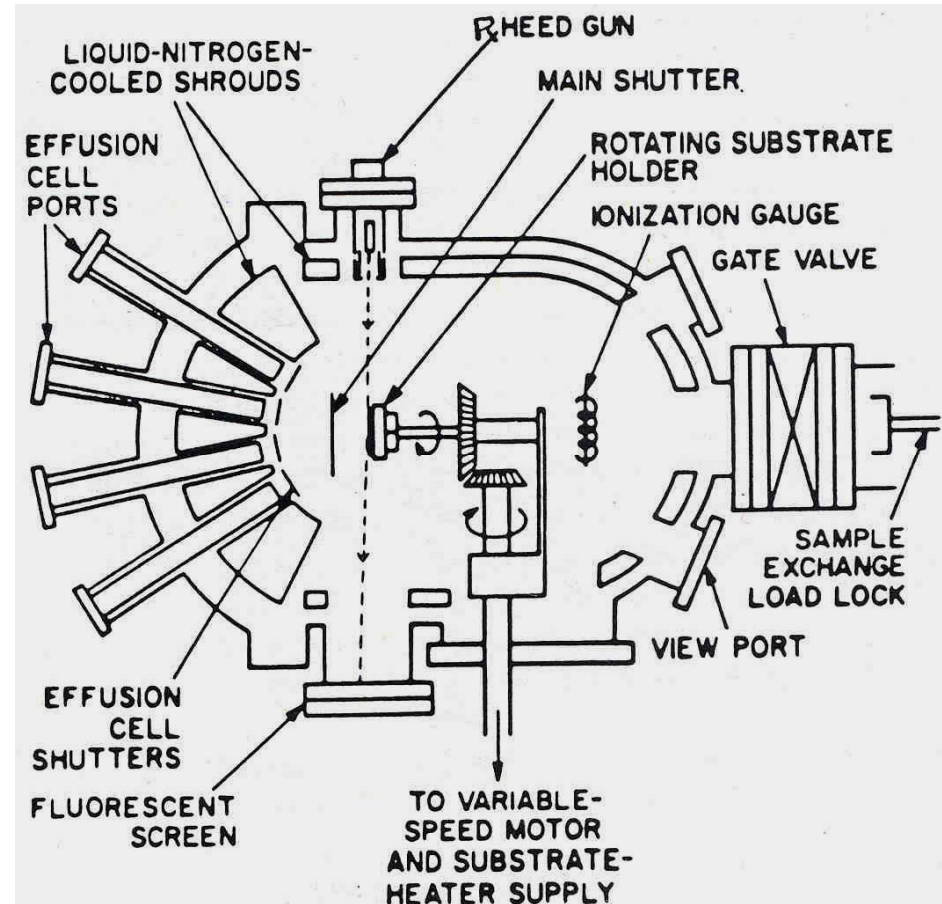 RHEED GUN
LIQUID-NITROGEN-
COOLED SHROUDS
MAIN SHUTTER
EFFUSION
CELL
PORTS
ROTATING SUBSTRATE
HOLDER
IONIZATION GAUGE
GATE VALVE
SAMPLE
EXCHANGE
LOAD LOCK
VIEW PORT
EFFUSION
CELL
SHUTTERS
FLUORESCENT
SCREEN
TO VARIABLE-
SPEED MOTOR
AND SUBSTRATE-
HEATER SUPPLY